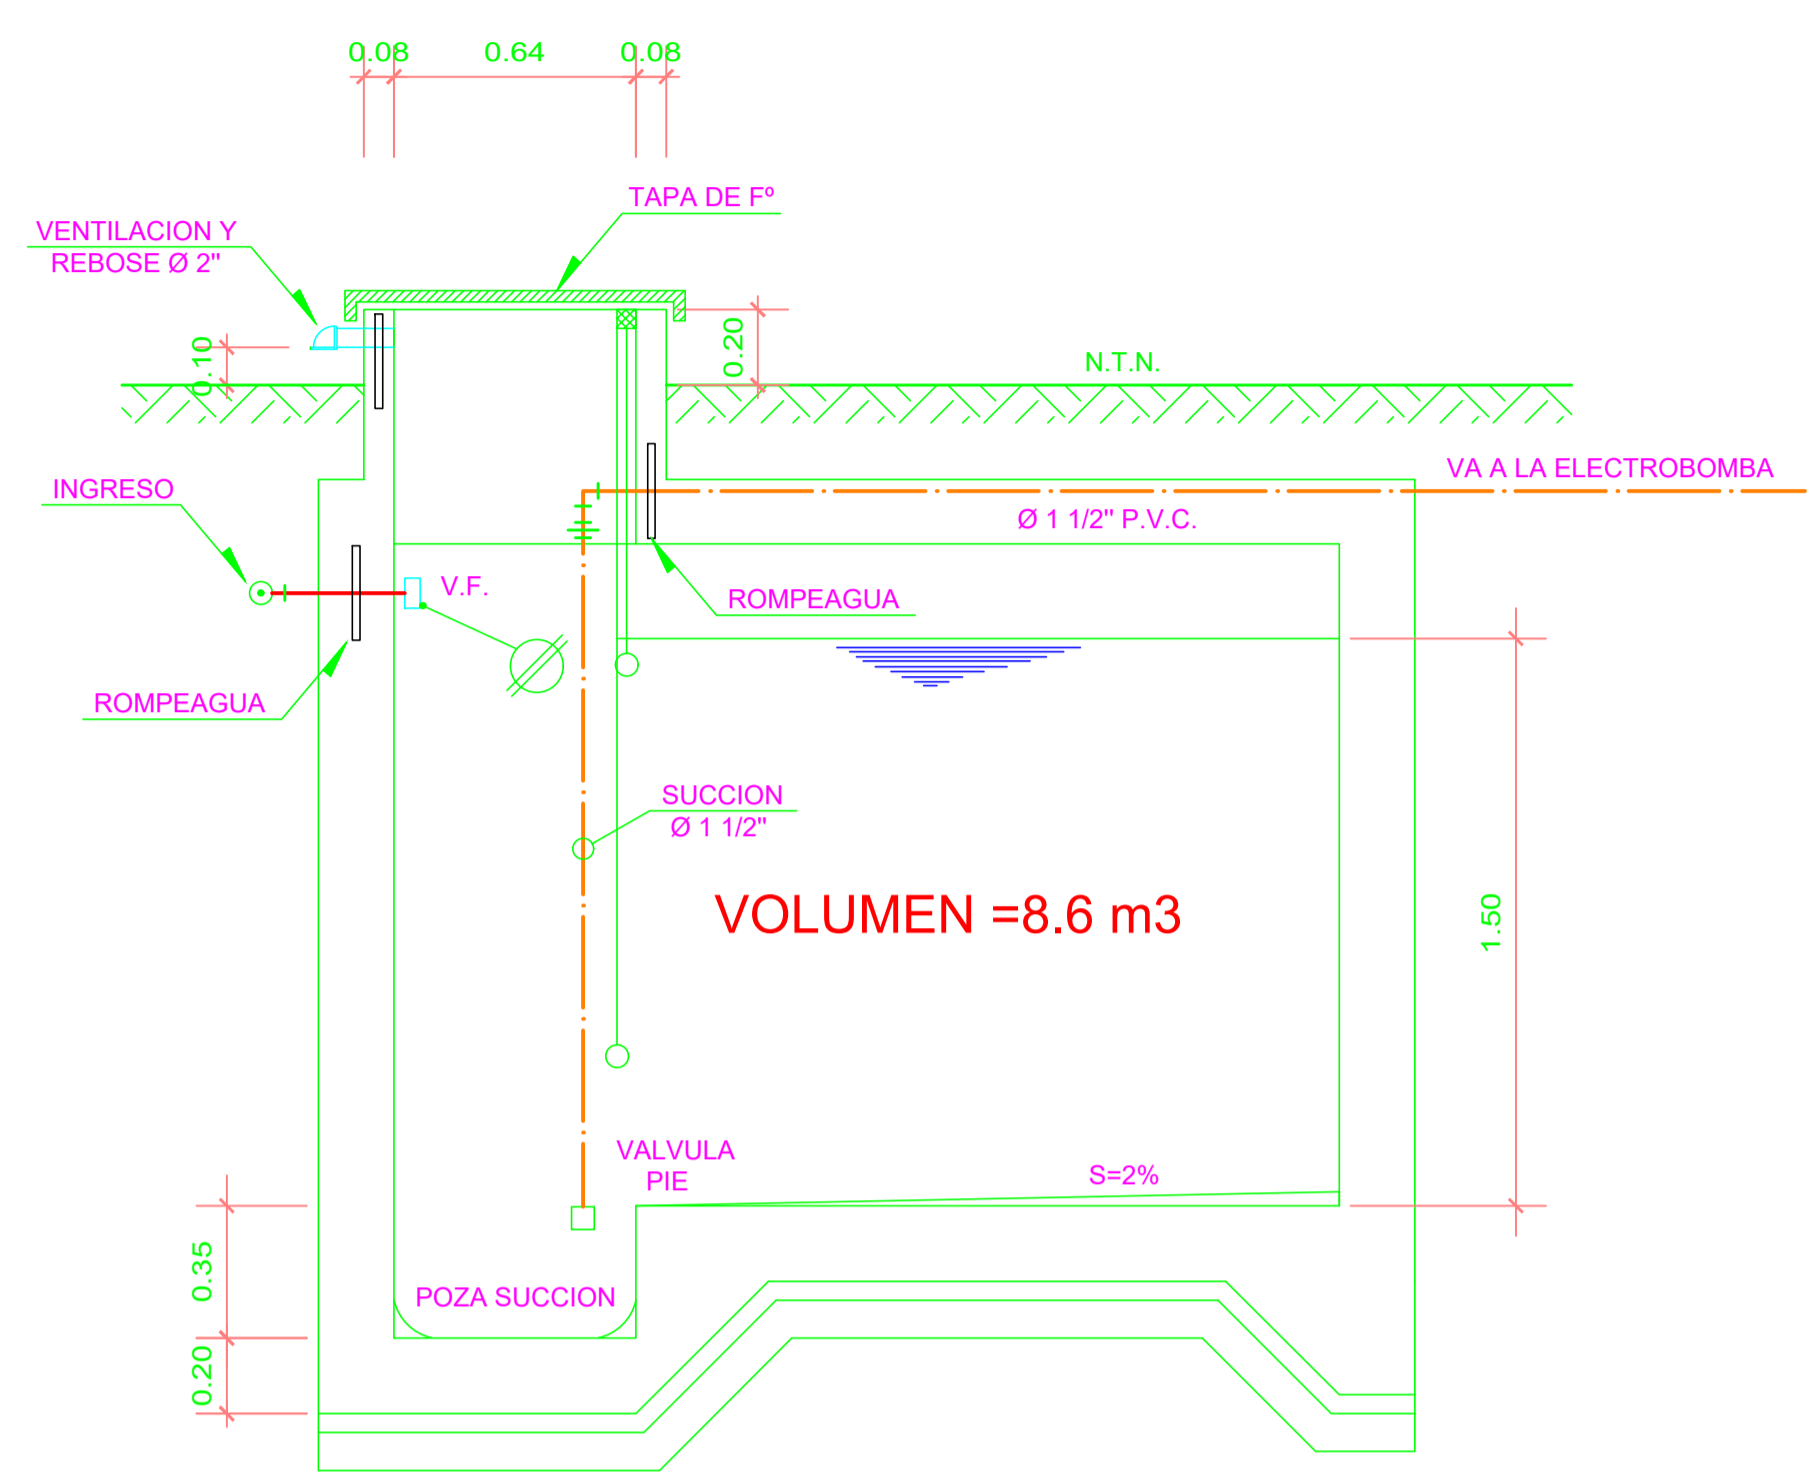 0.08
0.64
0.08
TAPA DE Fº
VENTILACION Y
REBOSE Ø 2"
0.10
0.20
N.T.N.
VA A LA ELECTROBOMBA
INGRESO
Ø 1 1/2" P.V.C.
V.F.
ROMPEAGUA
ROMPEAGUA
SUCCION
Ø 1 1/2"
VOLUMEN =8.6 m3
1.50
VALVULA
PIE
S=2%
0.35
POZA SUCCION
0.20